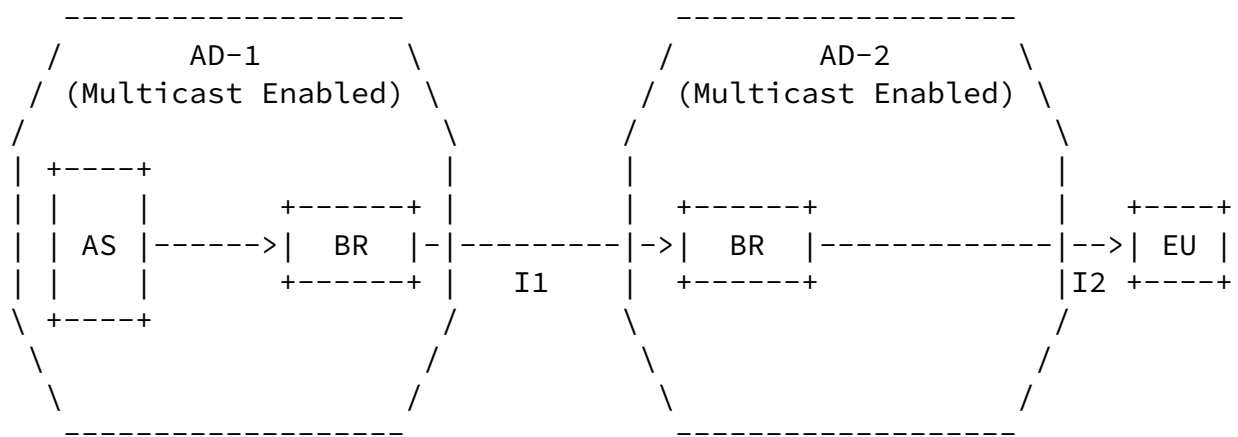 AD-1 AD-2
(Multicast Enabled) (Multicast Enabled)
AS BR BR EU
I1 I2